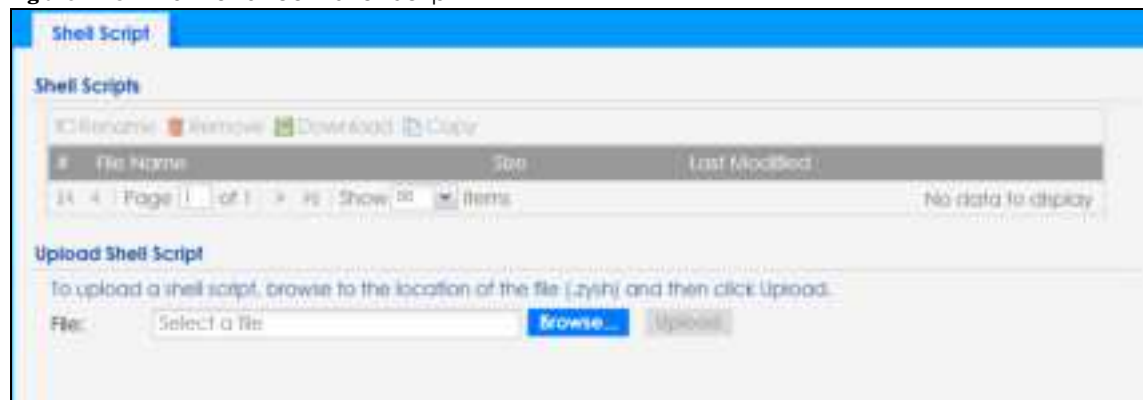 Shell Script
Shell Scripts
Rename Remove Download Copy
# File Name Size Last Modified
Page 1 of 1 Show 50 items No data to display
Upload Shell Script
To upload a shell script, browse to the location of the file (.zysh) and then click Upload.
File: Select a file Browse... Upload